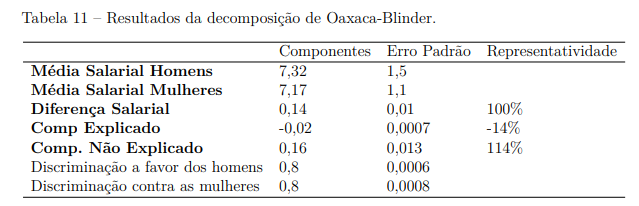 Tabela 11 – Resultados da decomposição de Oaxaca-Blinder.
Componentes Erro Padrão Representatividade
Média Salarial Homens 7,32 1,5
Média Salarial Mulheres 7,17 1,1
Diferença Salarial 0,14 0,01 100%
Comp Explicado -0,02 0,0007 -14%
Comp. Não Explicado 0,16 0,013 114%
Discriminação a favor dos homens 0,8 0,0006
Discriminação contra as mulheres 0,8 0,0008